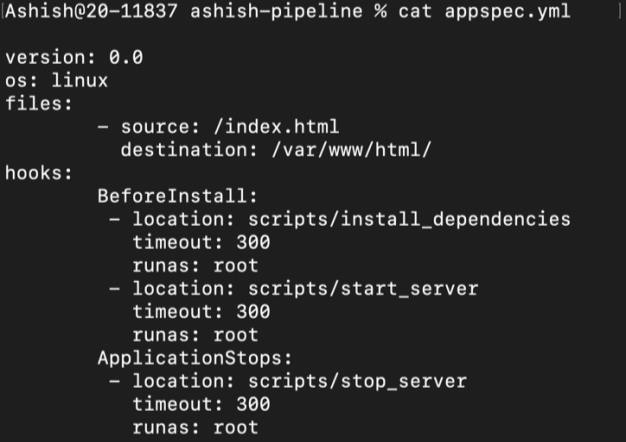 Ashish@20-11837 ashish-pipeline % cat appspec.yml
version: 0.0
os: linux
files:
- source: /index.html
destination: /var/www/html/
hooks:
BeforeInstall:
- location: scripts/install_dependencies
timeout: 300
runas: root
- location: scripts/start_server
timeout: 300
runas: root
ApplicationStops:
- location: scripts/stop_server
timeout: 300
runas: root